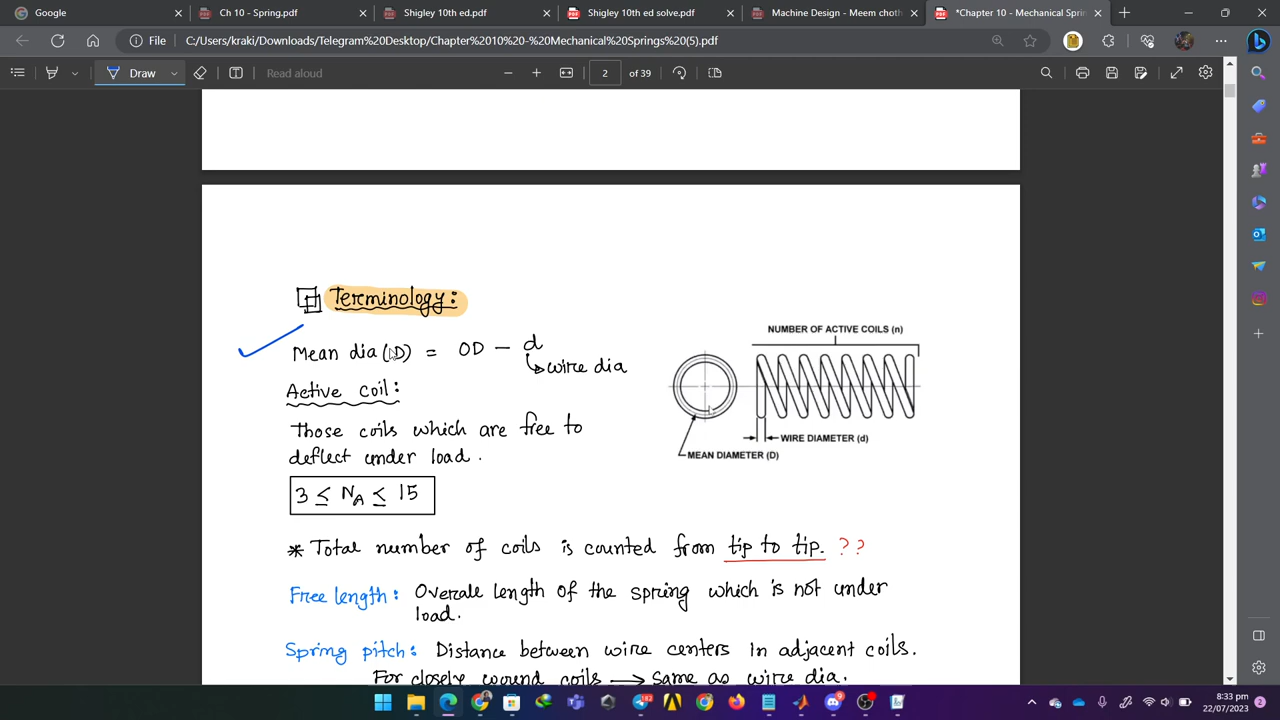 Google
Ch 10 - Spring.pdf
Shigley 10th ed.pdf
Shigley 10th ed solve.pdf
Machine Design - Meem choth
*Chapter 10 - Mechanical Sprin
File
C:/Users/kraki/Downloads/Telegram%20Desktop/Chapter%2010%20-%20Mechanical%20Springs%20(5).pdf
Draw
Read aloud
2
of 39
Terminology:
Mean dia(D) = OD - d
wire dia
Active coil:
Those coils which are free to
deflect under load.
3 ≤ NA ≤ 15
NUMBER OF ACTIVE COILS (n)
WIRE DIAMETER (d)
MEAN DIAMETER (D)
* Total number of coils is counted from tip to tip. ??
Free length: Overall length of the spring which is not under
load.
Spring pitch: Distance between wire centers in adjacent coils.
For closely wound coils → same as wire dia.
8:33 pm
22/07/2023